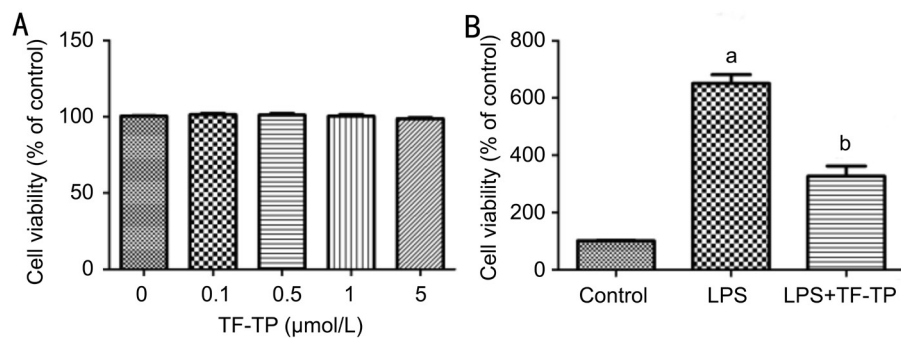 A
Cell viability (% of control)
150
100
50
0
0 0.1 0.5 1 5
TF-TP (μmol/L)
B
Cell viability (% of control)
800
600
400
200
0
a
b
Control LPS LPS+TF-TP